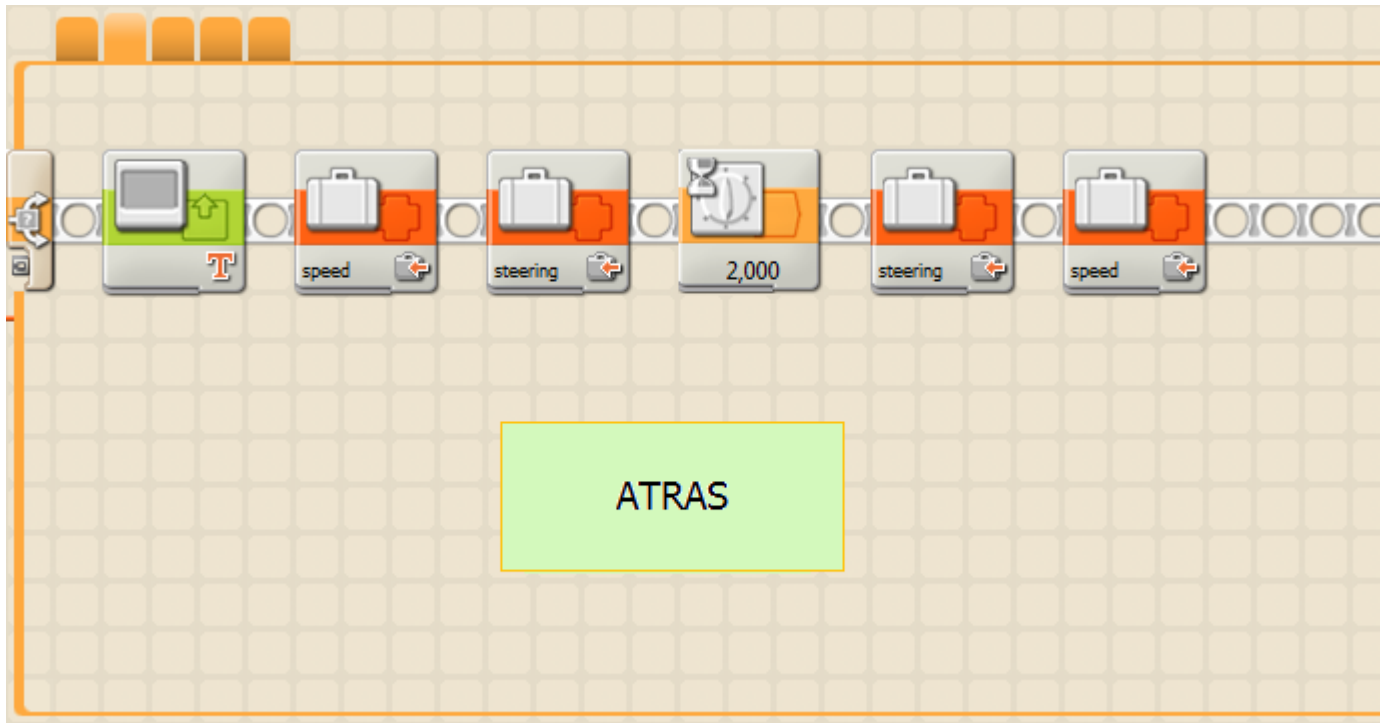 T
speed
steering
2,000
steering
speed
ATRAS